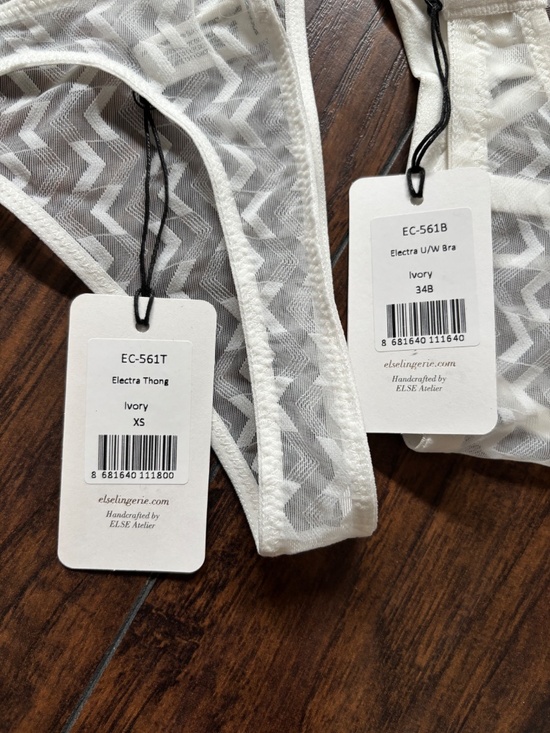 EC-561T
Electra Thong
Ivory
XS
8 681640 111800
elselingerie.com
Handcrafted by
ELSE Atelier
EC-561B
Electra U/W Bra
Ivory
34B
8 681640 111640
elselingerie.com
Handcrafted by
ELSE Atelier